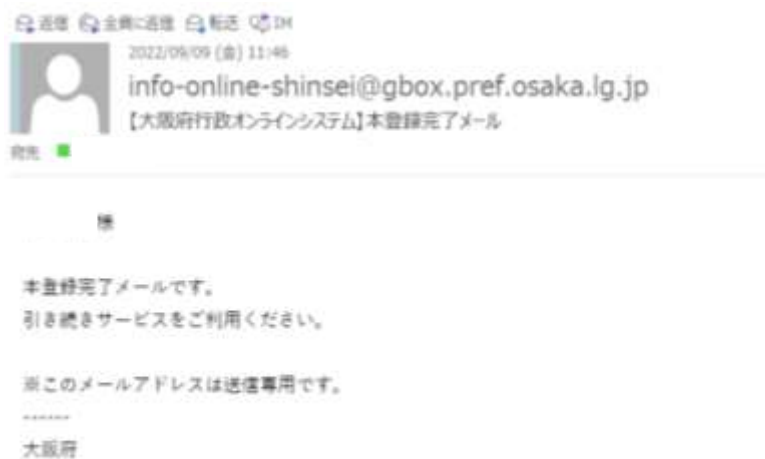 返信 全員に返信 転送 IM
2022/09/09 (金) 11:46
info-online-shinsei@gbox.pref.osaka.lg.jp
【大阪府行政オンラインシステム】本登録完了メール
宛先
様
本登録完了メールです。
引き続きサービスをご利用ください。
※このメールアドレスは送信専用です。
------
大阪府